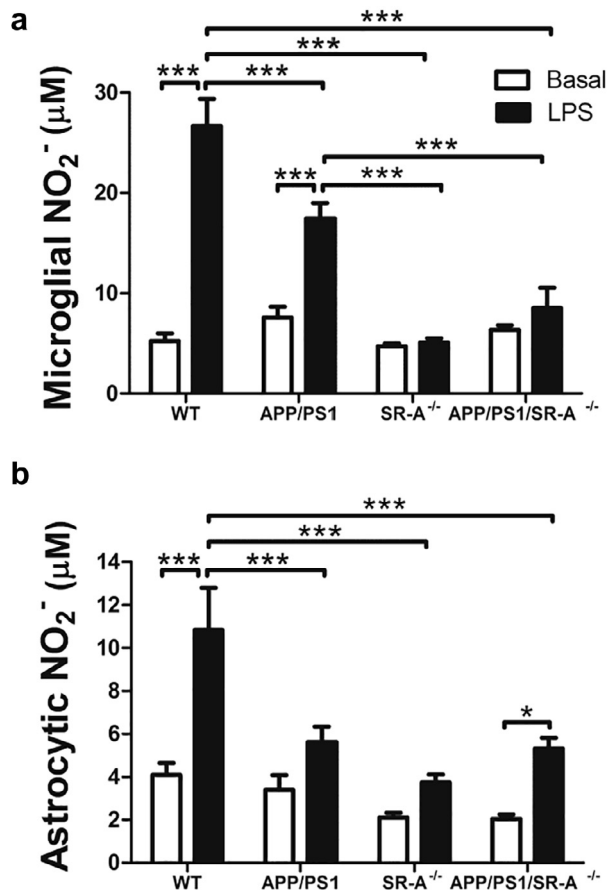 a
***
***
*** ***
Basal
LPS
Microglial NO₂⁻ (µM)
30
20
10
0
***
*** ***
WT APP/PS1 SR-A⁻/⁻ APP/PS1/SR-A⁻/⁻
b
***
***
*** ***
Astrocytic NO₂⁻ (µM)
14
12
10
8
6
4
2
0
*
WT APP/PS1 SR-A⁻/⁻ APP/PS1/SR-A⁻/⁻